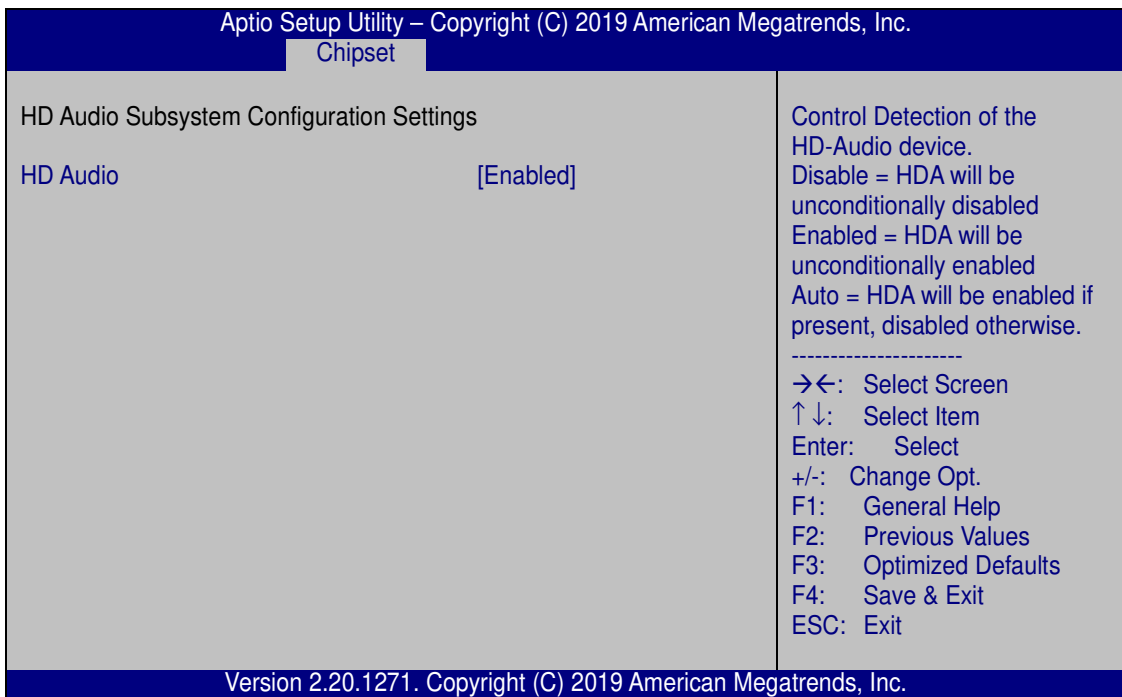 Aptio Setup Utility – Copyright (C) 2019 American Megatrends, Inc.
Chipset
HD Audio Subsystem Configuration Settings
HD Audio [Enabled]
Control Detection of the
HD-Audio device.
Disable = HDA will be
unconditionally disabled
Enabled = HDA will be
unconditionally enabled
Auto = HDA will be enabled if
present, disabled otherwise.
----------------------
→←: Select Screen
↑↓: Select Item
Enter: Select
+/-: Change Opt.
F1: General Help
F2: Previous Values
F3: Optimized Defaults
F4: Save & Exit
ESC: Exit
Version 2.20.1271. Copyright (C) 2019 American Megatrends, Inc.